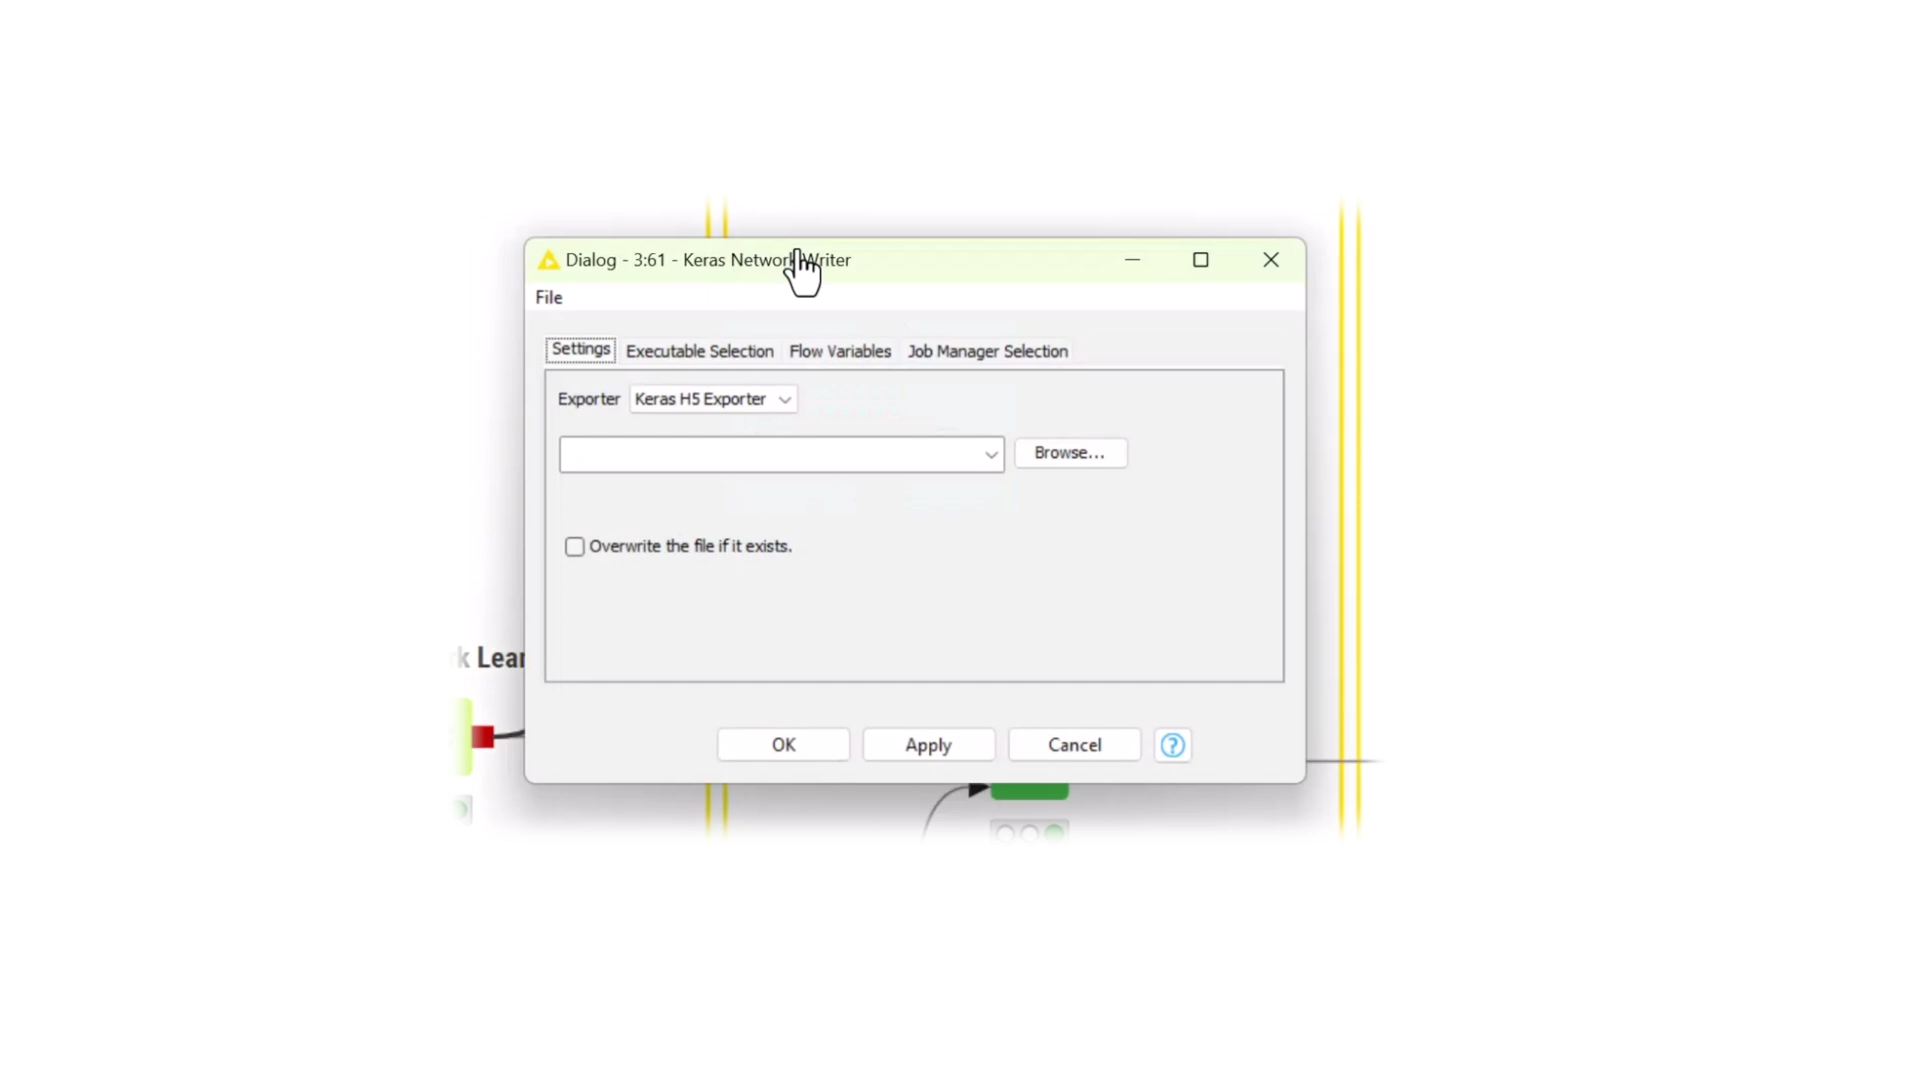 Dialog - 3:61 - Keras Network Writer
File
Settings Executable Selection Flow Variables Job Manager Selection
Exporter Keras H5 Exporter
Browse...
Overwrite the file if it exists.
k Lear
OK Apply Cancel ?